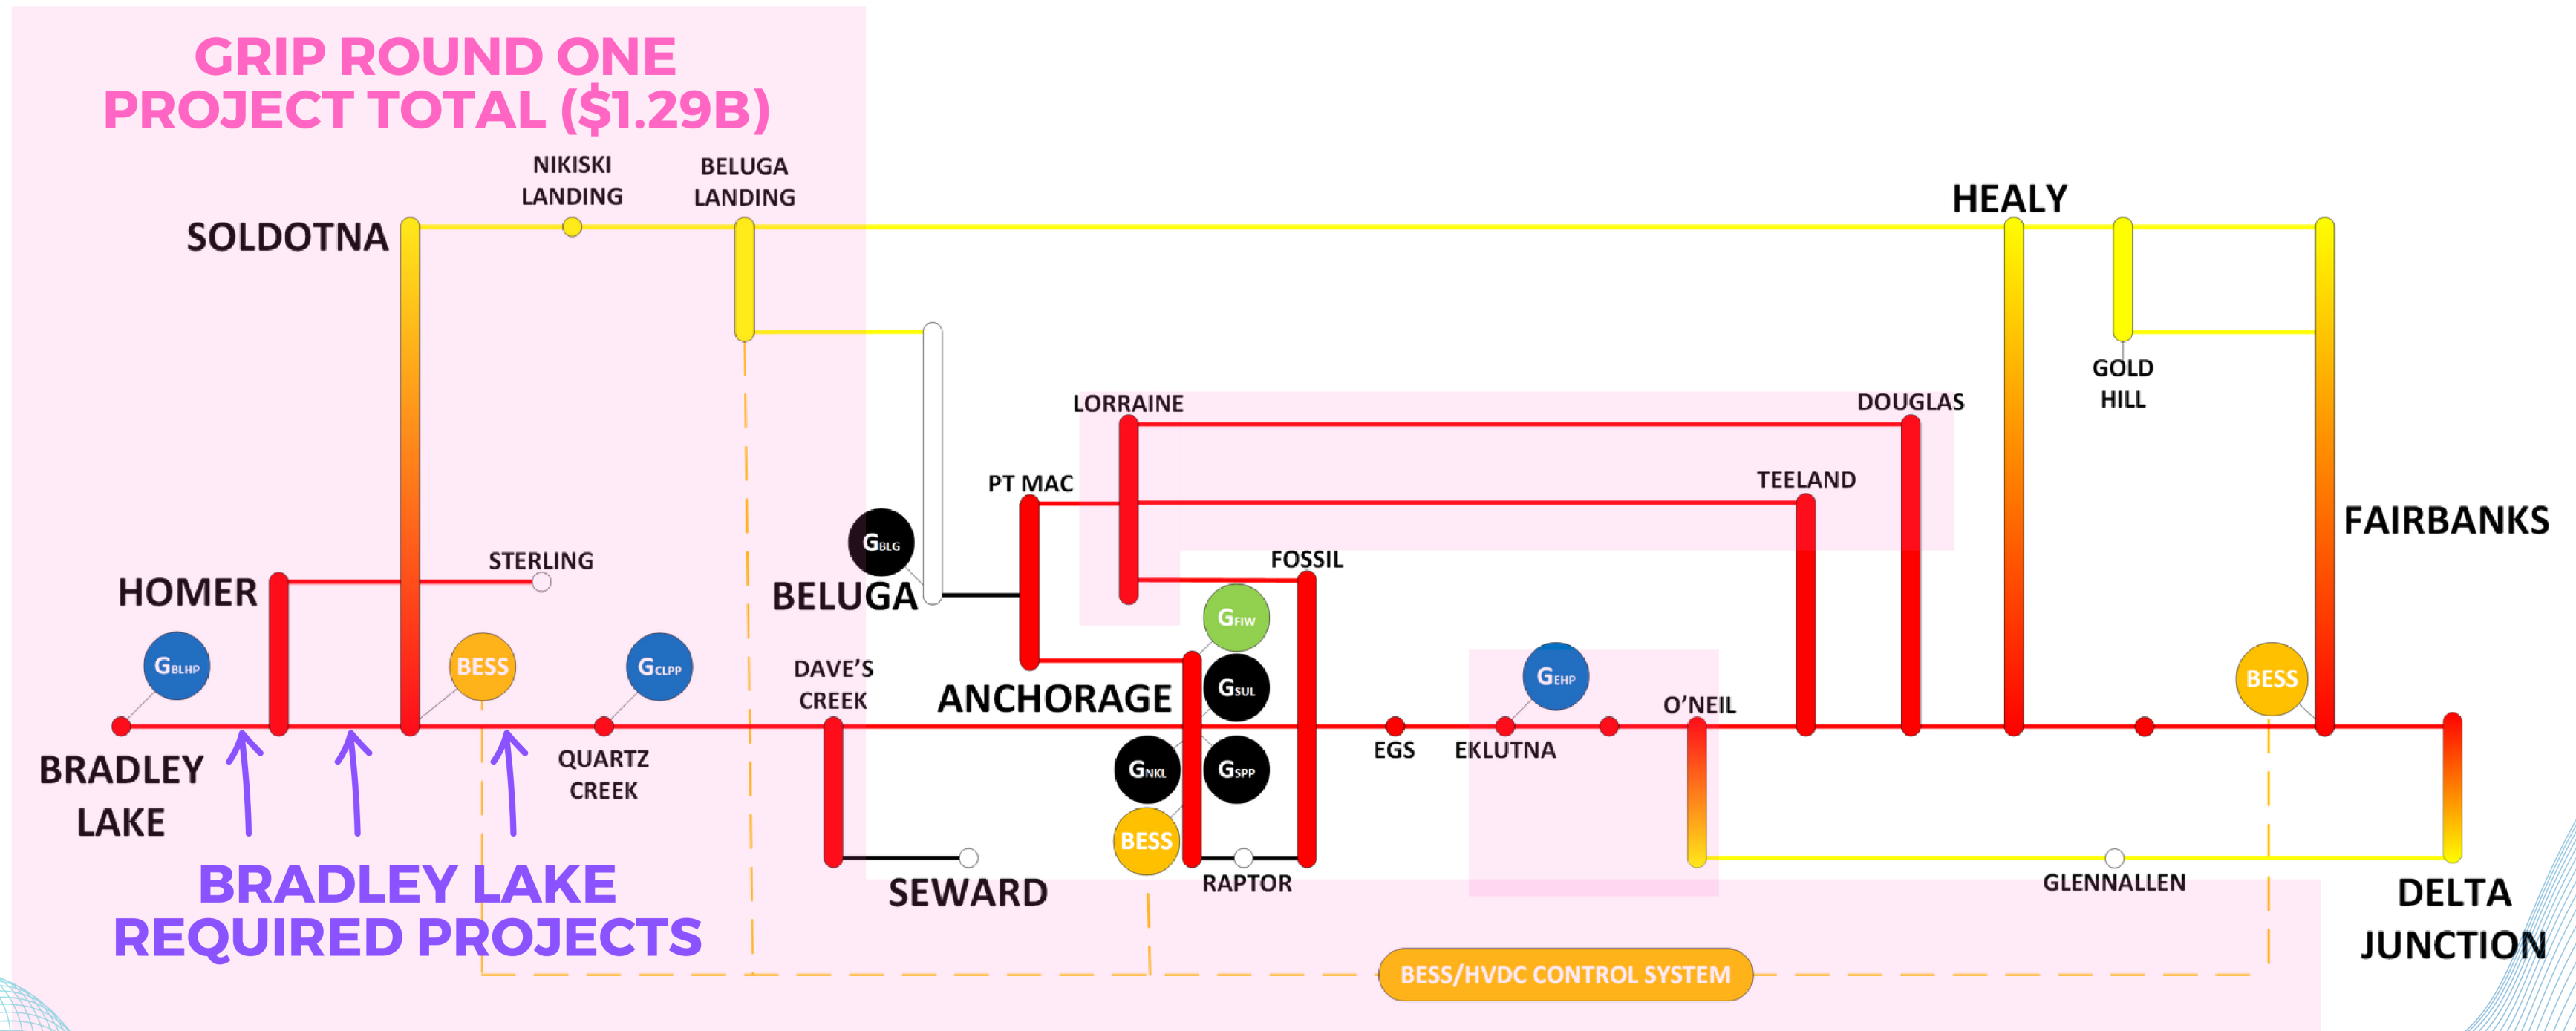 GRIP ROUND ONE
PROJECT TOTAL ($1.29B)
NIKISKI
LANDING
BELUGA
LANDING
SOLDOTNA
HEALY
GOLD
HILL
LORRAINE
DOUGLAS
PT MAC
TEELAND
FAIRBANKS
STERLING
HOMER
GBLG
BELUGA
FOSSIL
GFIW
GBLHP
BESS
GCLPP
DAVE'S
CREEK
ANCHORAGE
GSUL
GEHP
O'NEIL
BESS
BRADLEY
LAKE
QUARTZ
CREEK
GNKL
GSPP
EGS
EKLUTNA
BESS
SEWARD
RAPTOR
GLENNALLEN
DELTA
JUNCTION
BRADLEY LAKE
REQUIRED PROJECTS
BESS/HVDC CONTROL SYSTEM